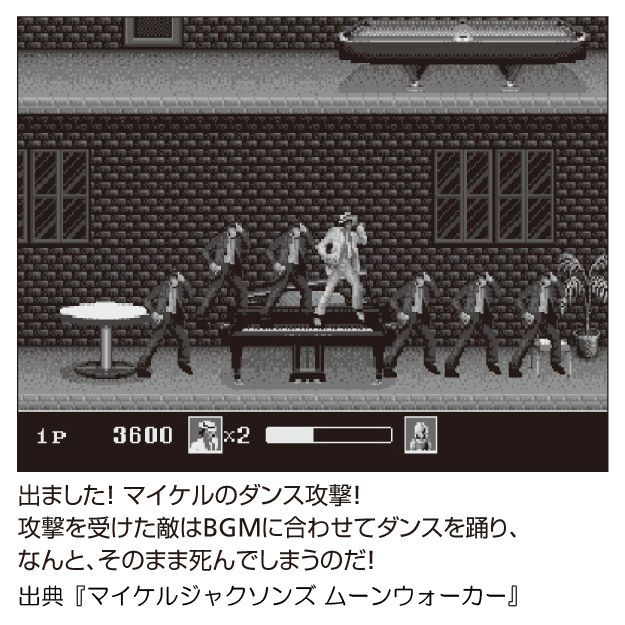 1P 3600 x2
出ました! マイケルのダンス攻撃!
攻撃を受けた敵はBGMに合わせてダンスを踊り、
なんと、そのまま死んでしまうのだ!
出典『マイケルジャクソンズ ムーンウォーカー』